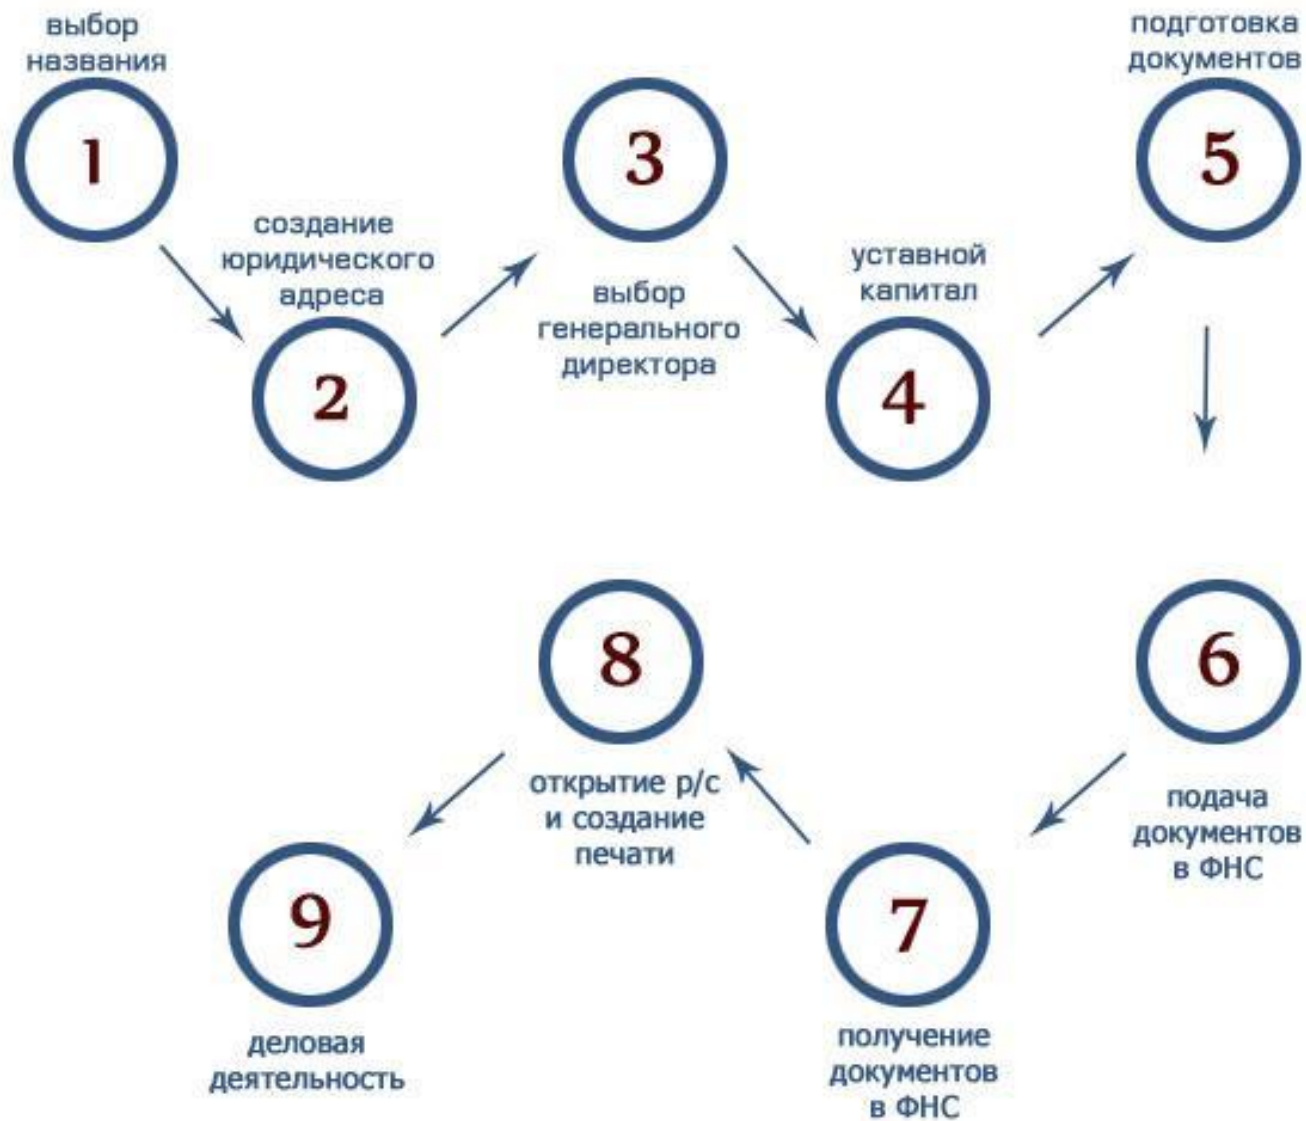 выбор
названия
1
создание
юридического
адреса
2
3
выбор
генерального
директора
уставной
капитал
4
подготовка
документов
5
6
подача
документов
в ФНС
7
получение
документов
в ФНС
8
открытие р/с
и создание
печати
9
деловая
деятельность